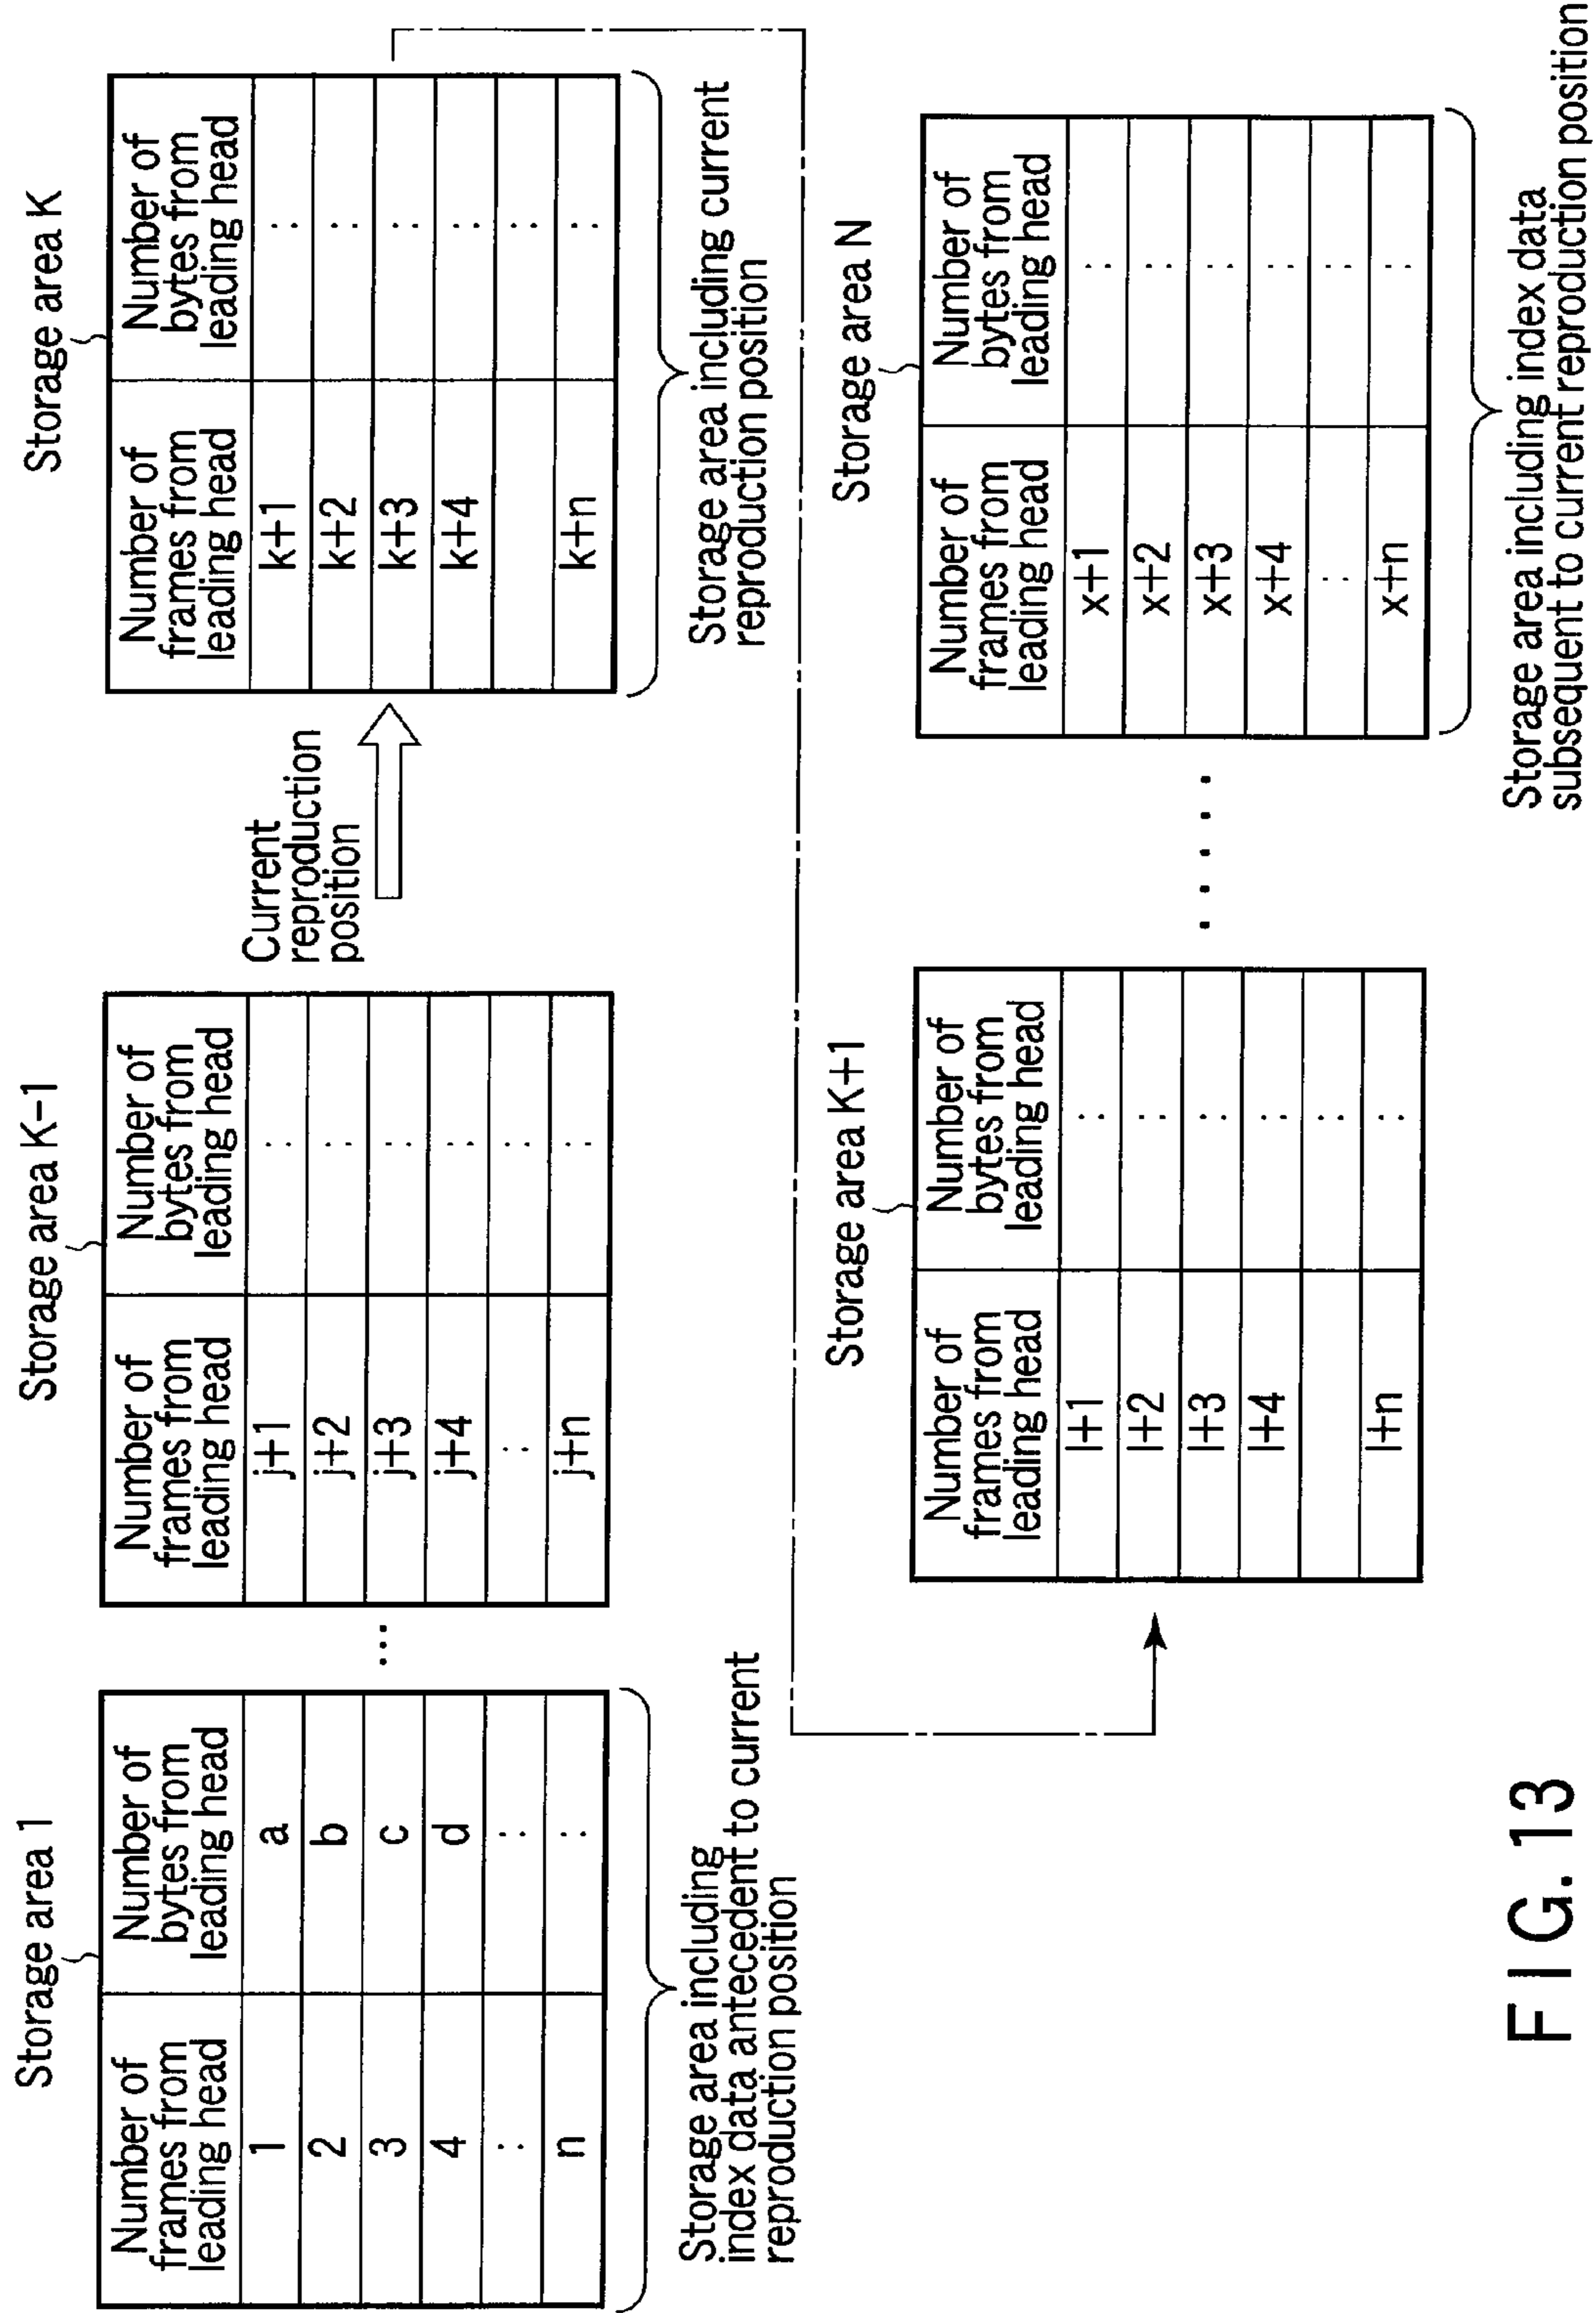 Storage area 1
Number of
frames from
leading head
Number of
bytes from
leading head
1 a
2 b
3 c
4 d
: :
n :
Storage area including
index data antecedent to current
reproduction position
...
Storage area K-1
Number of
frames from
leading head
Number of
bytes from
leading head
j+1 :
j+2 :
j+3 :
j+4 :
: :
j+n :
Current
reproduction
position
Storage area K
Number of
frames from
leading head
Number of
bytes from
leading head
k+1 :
k+2 :
k+3 :
k+4 :
:
k+n :
Storage area including current
reproduction position
Storage area K+1
Number of
frames from
leading head
Number of
bytes from
leading head
l+1 :
l+2 :
l+3 :
l+4 :
:
l+n :
.....
Storage area N
Number of
frames from
leading head
Number of
bytes from
leading head
x+1 :
x+2 :
x+3 :
x+4 :
: :
x+n :
Storage area including index data
subsequent to current reproduction position
FIG.13